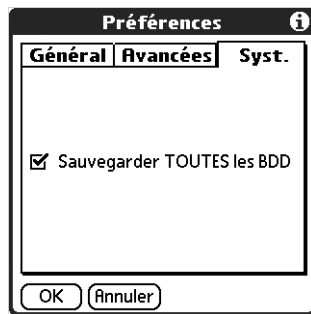 Préférences
Général Avancées Syst.
Sauvegarder TOUTES les BDD
OK Annuler